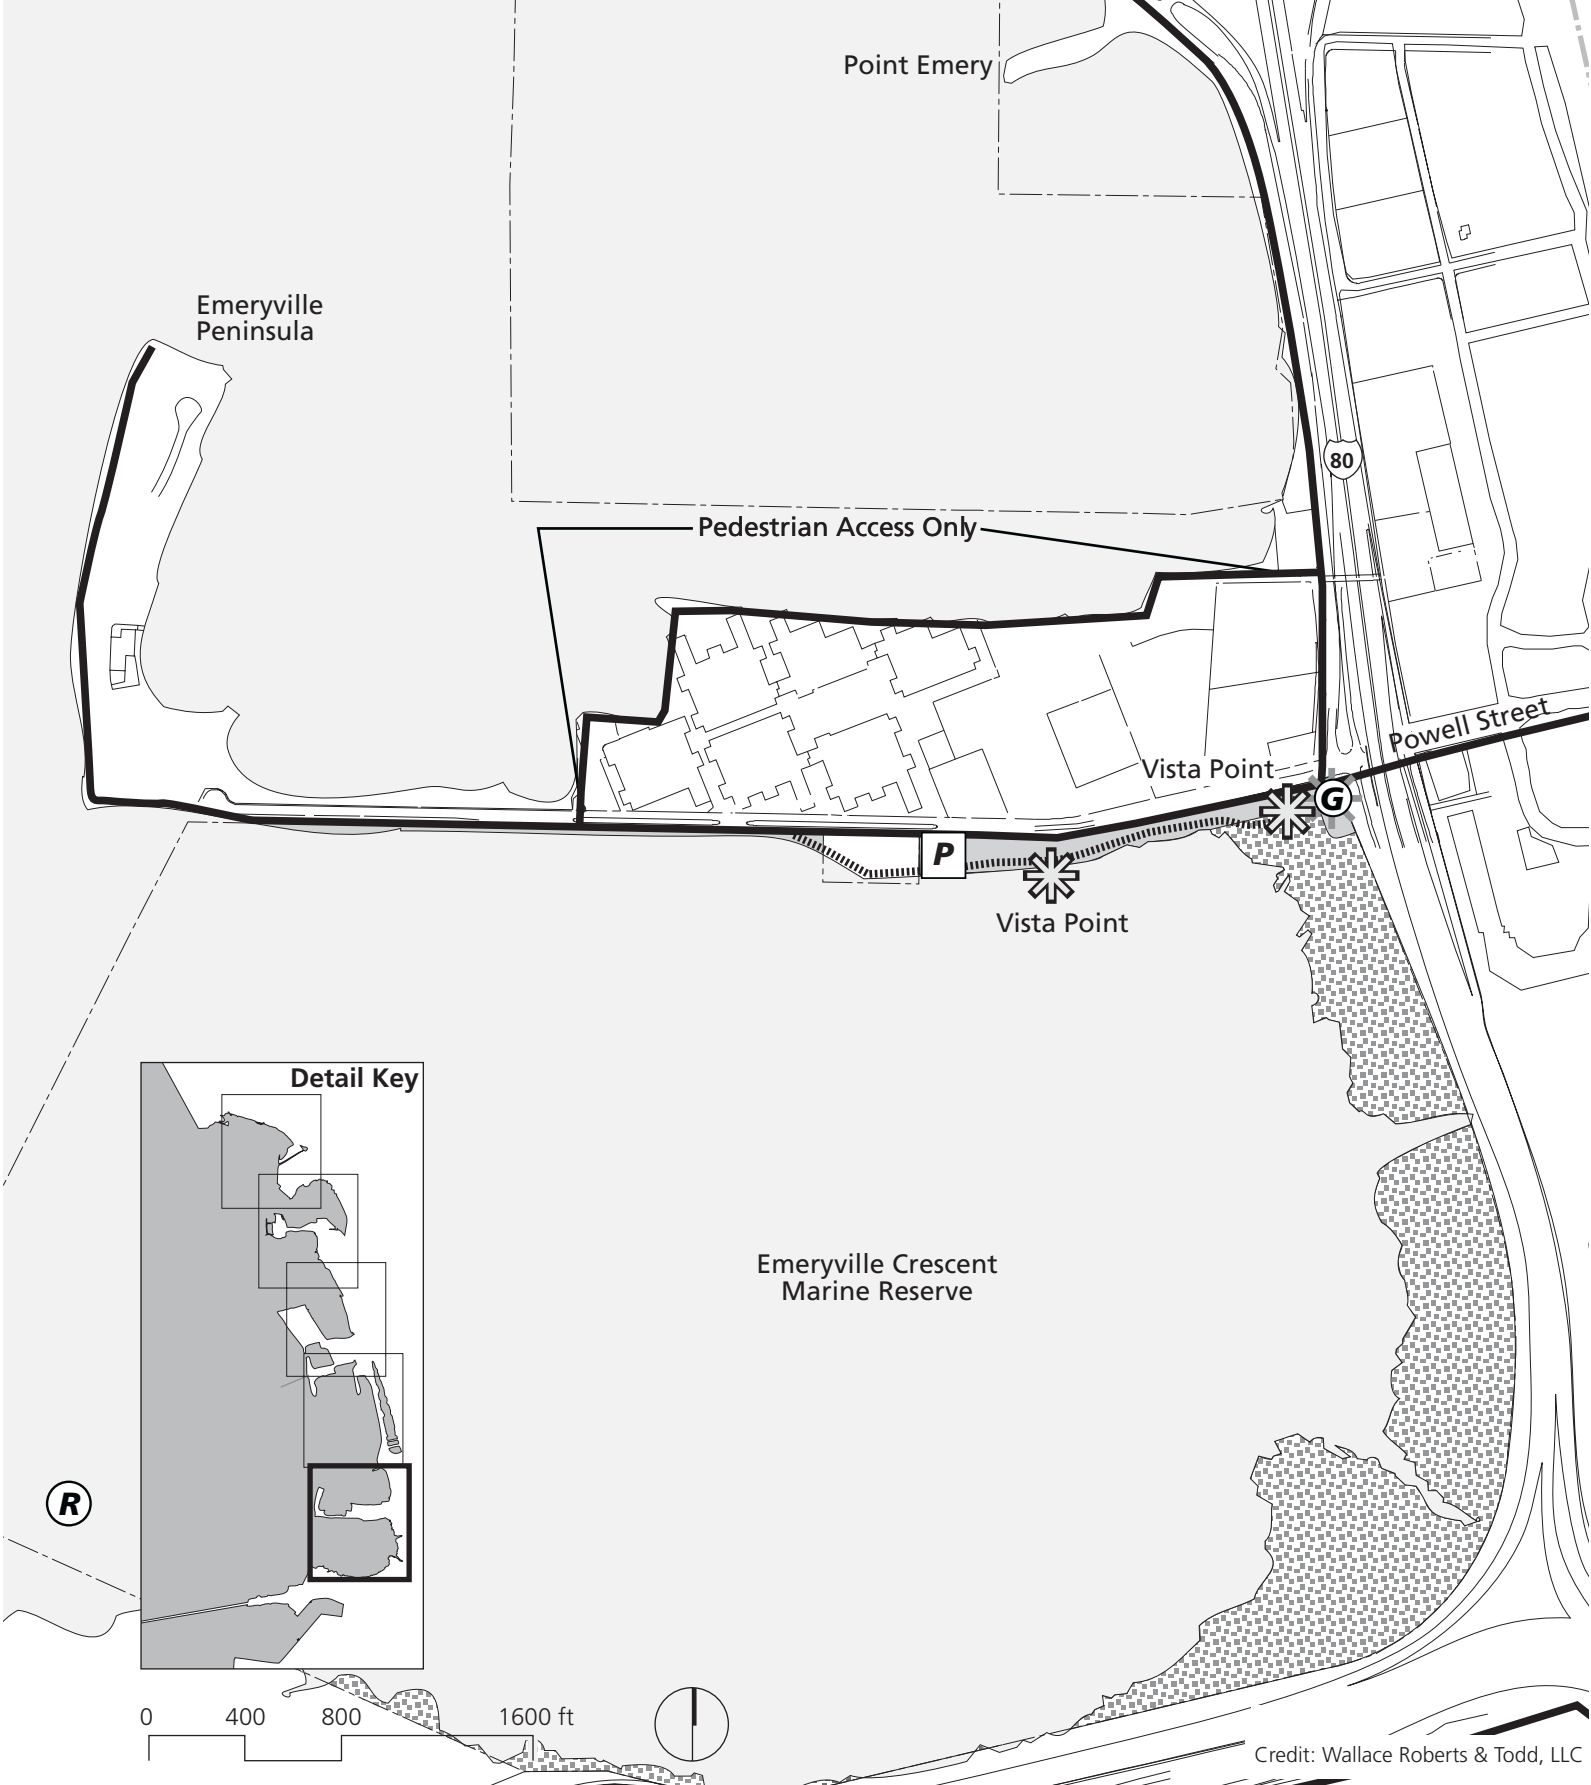 Point Emery
Emeryville
Peninsula
80
Pedestrian Access Only
Powell Street
Vista Point
G
P
Vista Point
Detail Key
Emeryville Crescent
Marine Reserve
R
0 400 800 1600 ft
Credit: Wallace Roberts & Todd, LLC